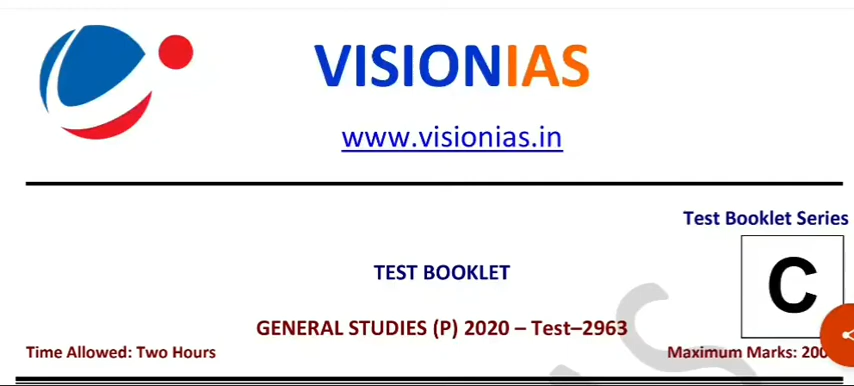 VISIONIAS
www.visionias.in
Test Booklet Series
TEST BOOKLET
C
GENERAL STUDIES (P) 2020 – Test–2963
Time Allowed: Two Hours
Maximum Marks: 200